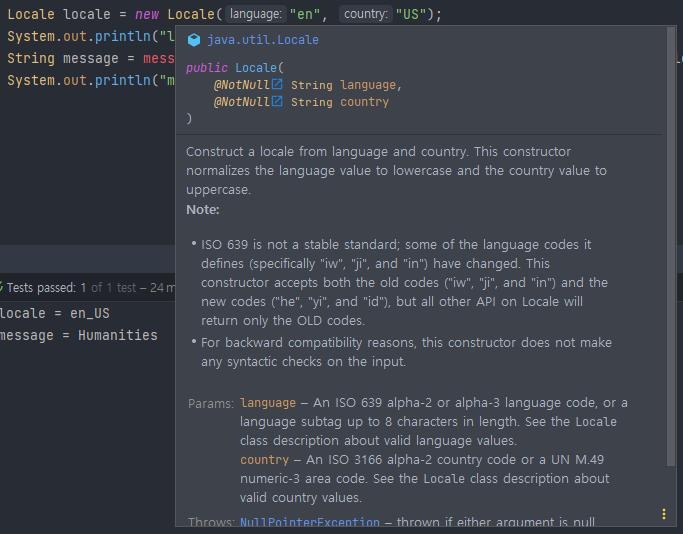 Locale locale = new Locale( language: "en", country: "US");
System.out.println("l
String message = mess
System.out.println("m
java.util.Locale
public Locale(
@NotNull String language,
@NotNull String country
)
Construct a locale from language and country. This constructor
normalizes the language value to lowercase and the country value to
uppercase.
Note:
• ISO 639 is not a stable standard; some of the language codes it
defines (specifically "iw", "ji", and "in") have changed. This
constructor accepts both the old codes ("iw", "ji", and "in") and the
new codes ("he", "yi", and "id"), but all other API on Locale will
return only the OLD codes.
• For backward compatibility reasons, this constructor does not make
any syntactic checks on the input.
Tests passed: 1 of 1 test – 24 m
locale = en_US
message = Humanities
Params: language – An ISO 639 alpha-2 or alpha-3 language code, or a
language subtag up to 8 characters in length. See the Locale
class description about valid language values.
country – An ISO 3166 alpha-2 country code or a UN M.49
numeric-3 area code. See the Locale class description about
valid country values.
Throws: NullPointerException – thrown if either argument is null